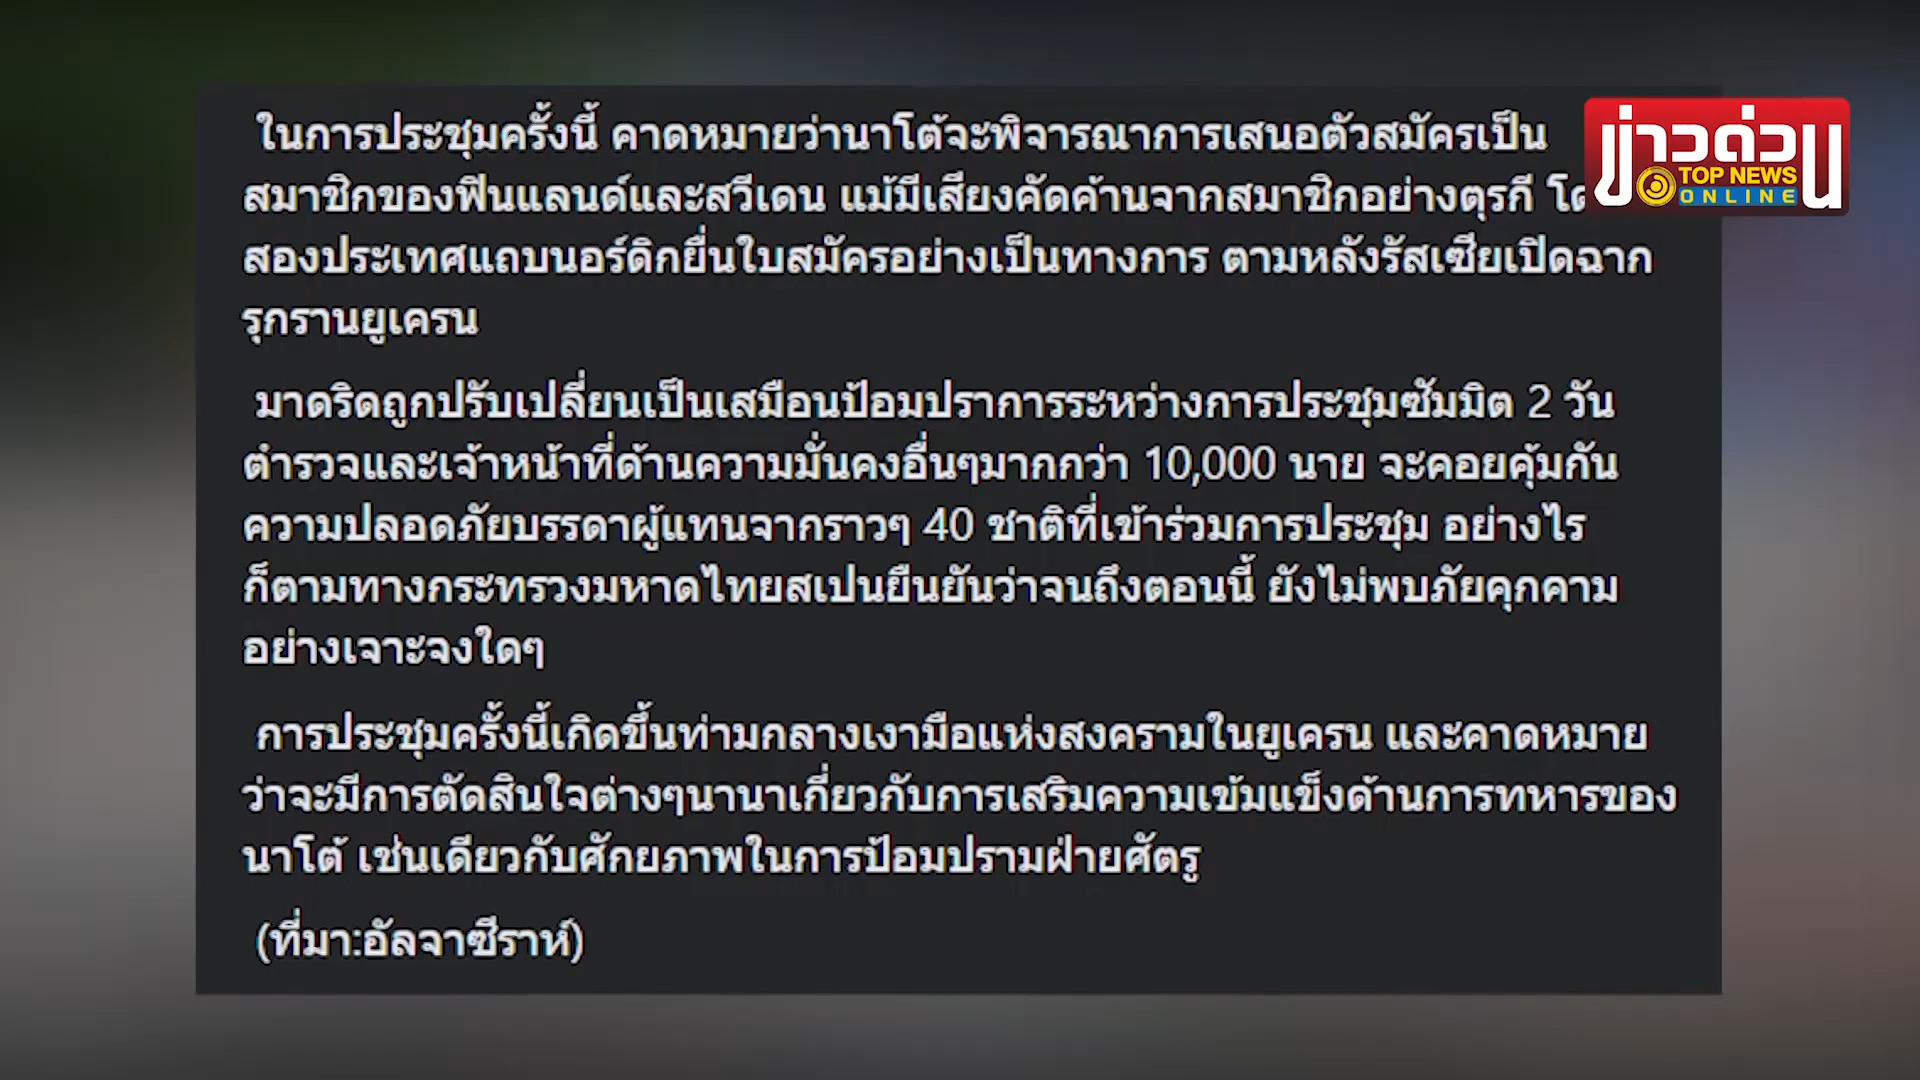 ในการประชุมครั้งนี้ คาดหมายว่านาโต้จะพิจารณาการเสนอตัวสมัครเป็น
สมาชิกของฟินแลนด์และสวีเดน แม้มีเสียงคัดค้านจากสมาชิกอย่างตุรกี
สองประเทศแถบนอร์ดิกยื่นใบสมัครอย่างเป็นทางการ ตามหลังรัสเซียเปิดฉาก
รุกรานยูเครน
มาดริดถูกปรับเปลี่ยนเป็นเสมือนป้อมปราการระหว่างการประชุมซัมมิต 2 วัน
ตำรวจและเจ้าหน้าที่ด้านความมั่นคงอื่นๆมากกว่า 10,000 นาย จะคอยคุ้มกัน
ความปลอดภัยบรรดาผู้แทนจากราวๆ 40 ชาติที่เข้าร่วมการประชุม อย่างไร
ก็ตามทางกระทรวงมหาดไทยสเปนยืนยันว่าจนถึงตอนนี้ ยังไม่พบภัยคุกคาม
อย่างเจาะจงใดๆ
การประชุมครั้งนี้เกิดขึ้นท่ามกลางเงามือแห่งสงครามในยูเครน และคาดหมาย
ว่าจะมีการตัดสินใจต่างๆนานาเกี่ยวกับการเสริมความเข้มแข็งด้านการทหารของ
นาโต้ เช่นเดียวกับศักยภาพในการป้อมปรามฝ่ายศัตรู
(ที่มา:อัลจาซีราห์)
ข่าวด่วน
TOP NEWS
ONLINE